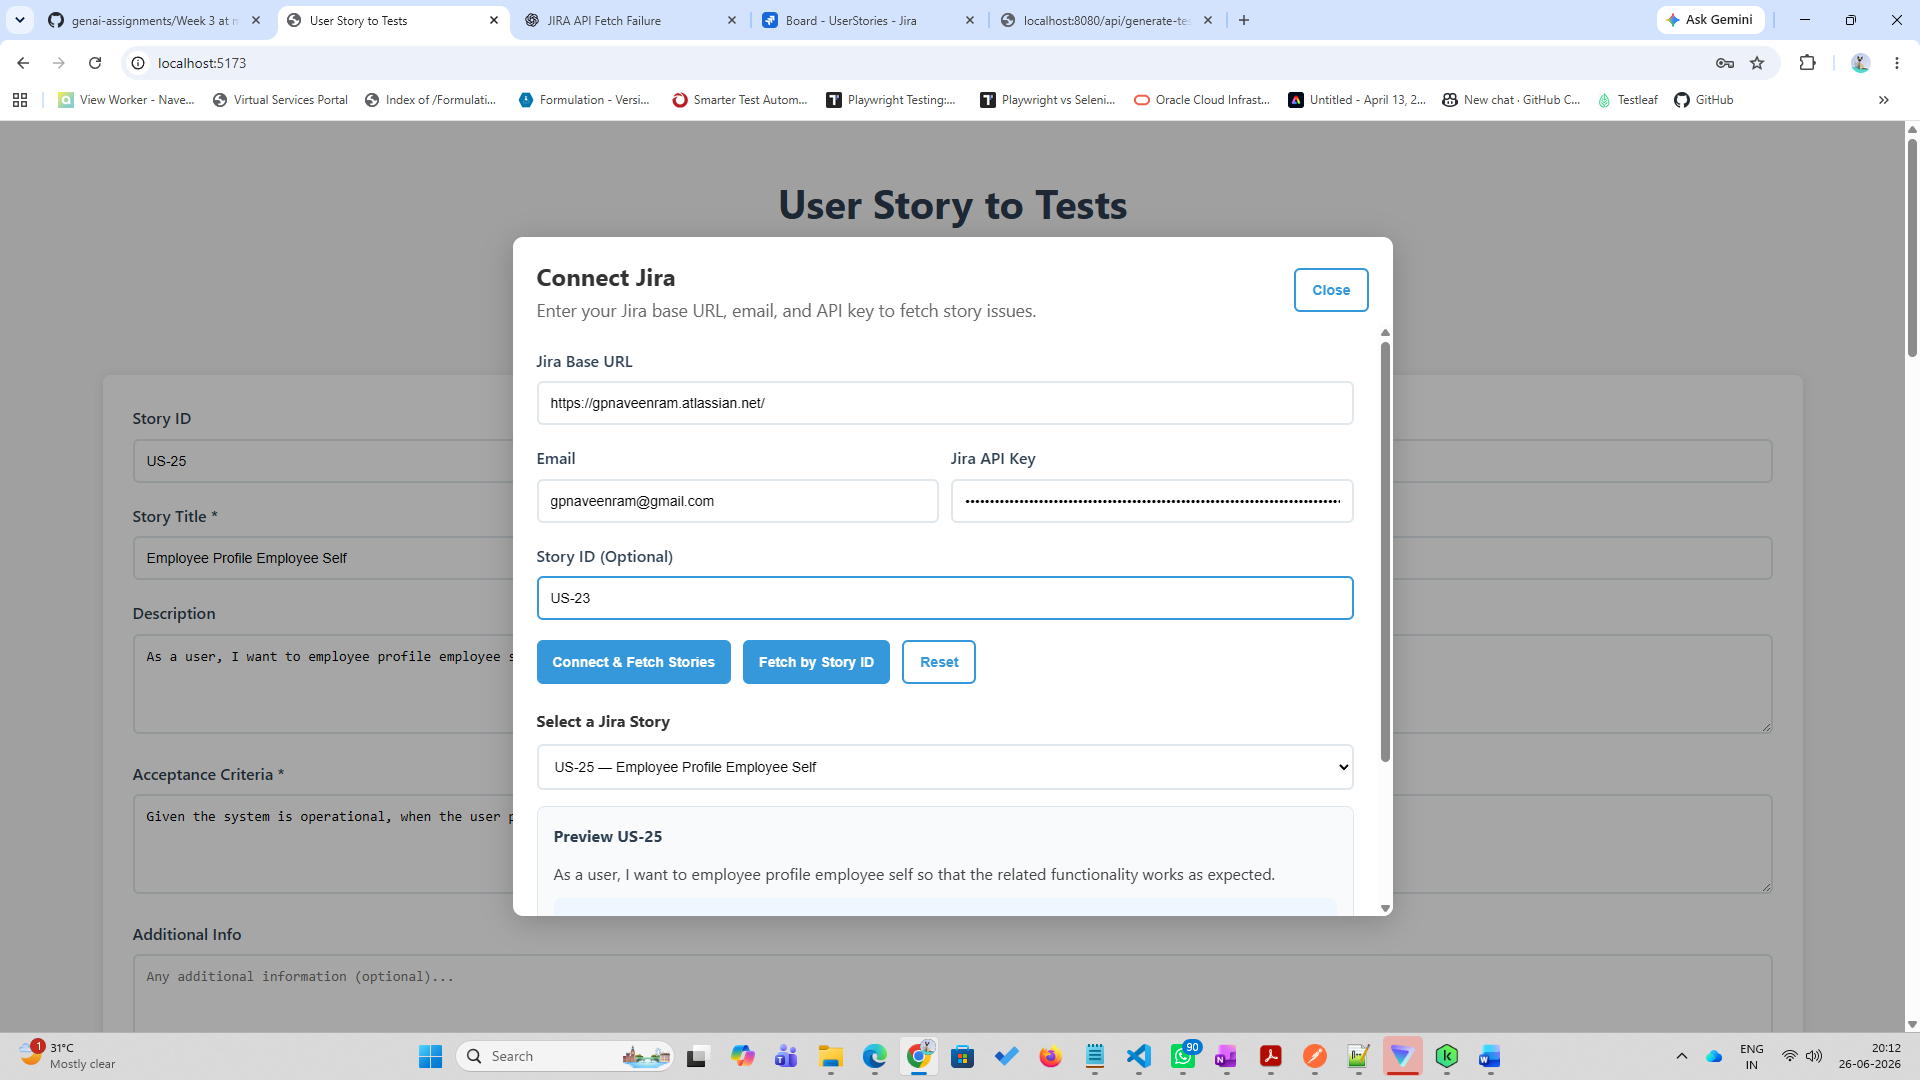 genai-assignments/Week 3 at m
User Story to Tests
JIRA API Fetch Failure
Board - UserStories - Jira
localhost:8080/api/generate-te
Ask Gemini
localhost:5173
View Worker - Nave...
Virtual Services Portal
Index of /Formulati...
Formulation - Versi...
Smarter Test Autom...
Playwright Testing:...
Playwright vs Seleni...
Oracle Cloud Infrast...
Untitled - April 13, 2...
New chat · GitHub C...
Testleaf
GitHub
User Story to Tests
Connect Jira
Close
Enter your Jira base URL, email, and API key to fetch story issues.
Jira Base URL
https://gpnaveenram.atlassian.net/
Email
Jira API Key
gpnaveenram@gmail.com
Story ID (Optional)
US-23
Connect & Fetch Stories
Fetch by Story ID
Reset
Select a Jira Story
US-25 — Employee Profile Employee Self
Preview US-25
As a user, I want to employee profile employee self so that the related functionality works as expected.
Story ID
US-25
Story Title *
Employee Profile Employee Self
Description
As a user, I want to employee profile employee s
Acceptance Criteria *
Given the system is operational, when the user p
Additional Info
Any additional information (optional)...
1
31°C
Mostly clear
Search
90
ENG
IN
20:12
26-06-2026